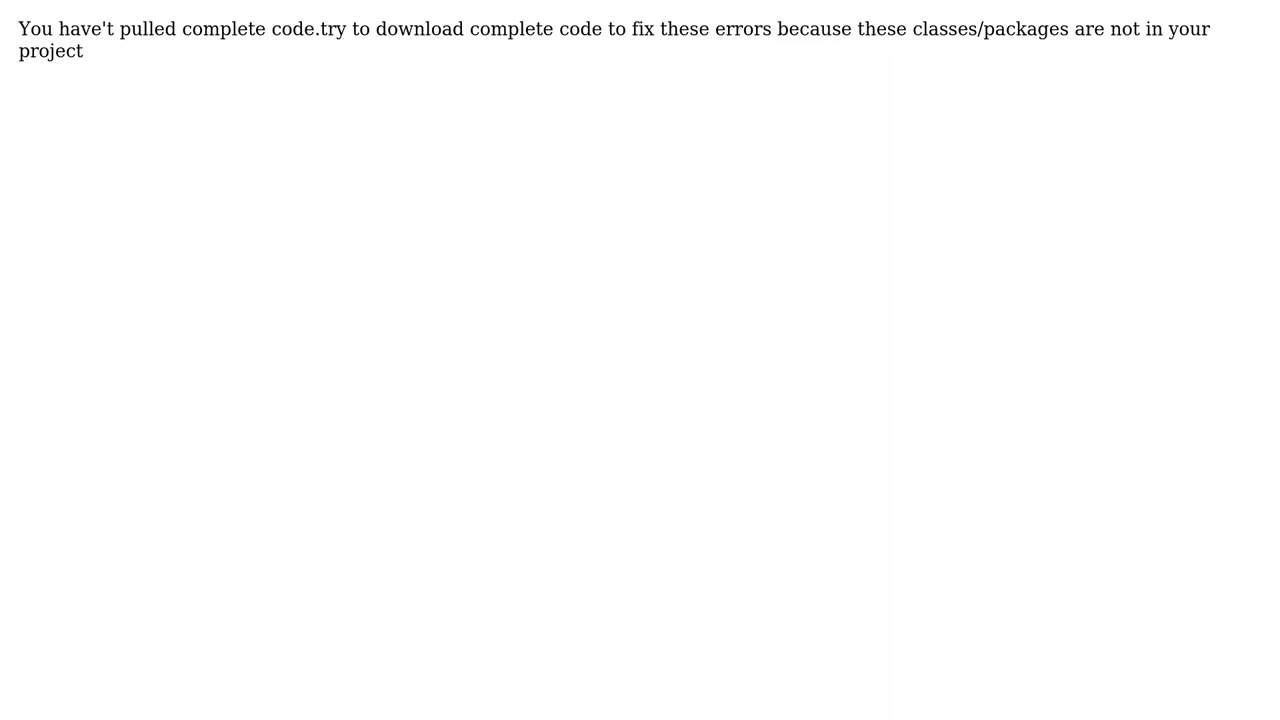 You have't pulled complete code.try to download complete code to fix these errors because these classes/packages are not in your
project